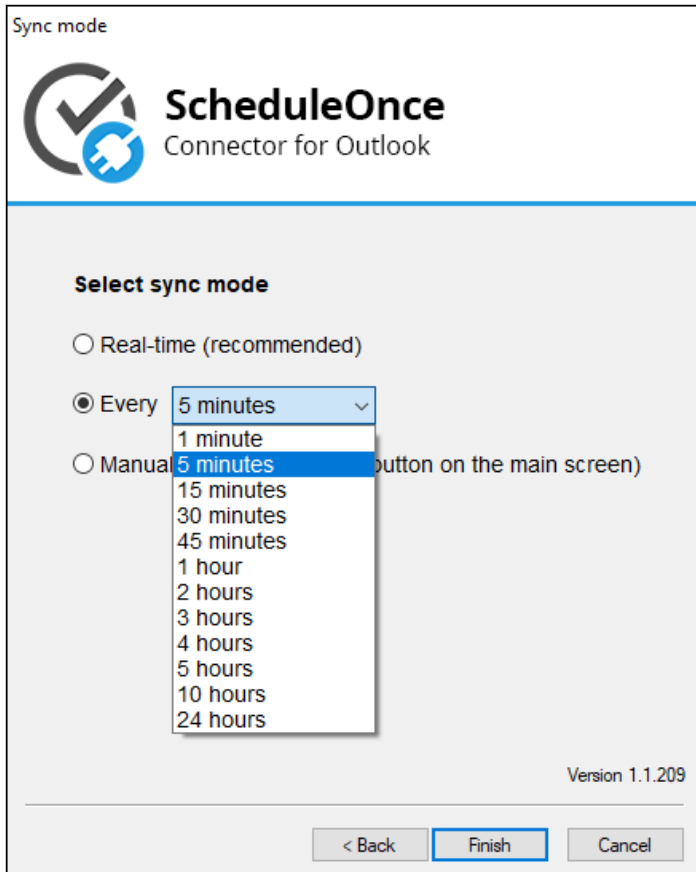 Sync mode
ScheduleOnce
Connector for Outlook
Select sync mode
Real-time (recommended)
Every 5 minutes
1 minute
Manual 5 minutes button on the main screen)
15 minutes
30 minutes
45 minutes
1 hour
2 hours
3 hours
4 hours
5 hours
10 hours
24 hours
Version 1.1.209
< Back Finish Cancel